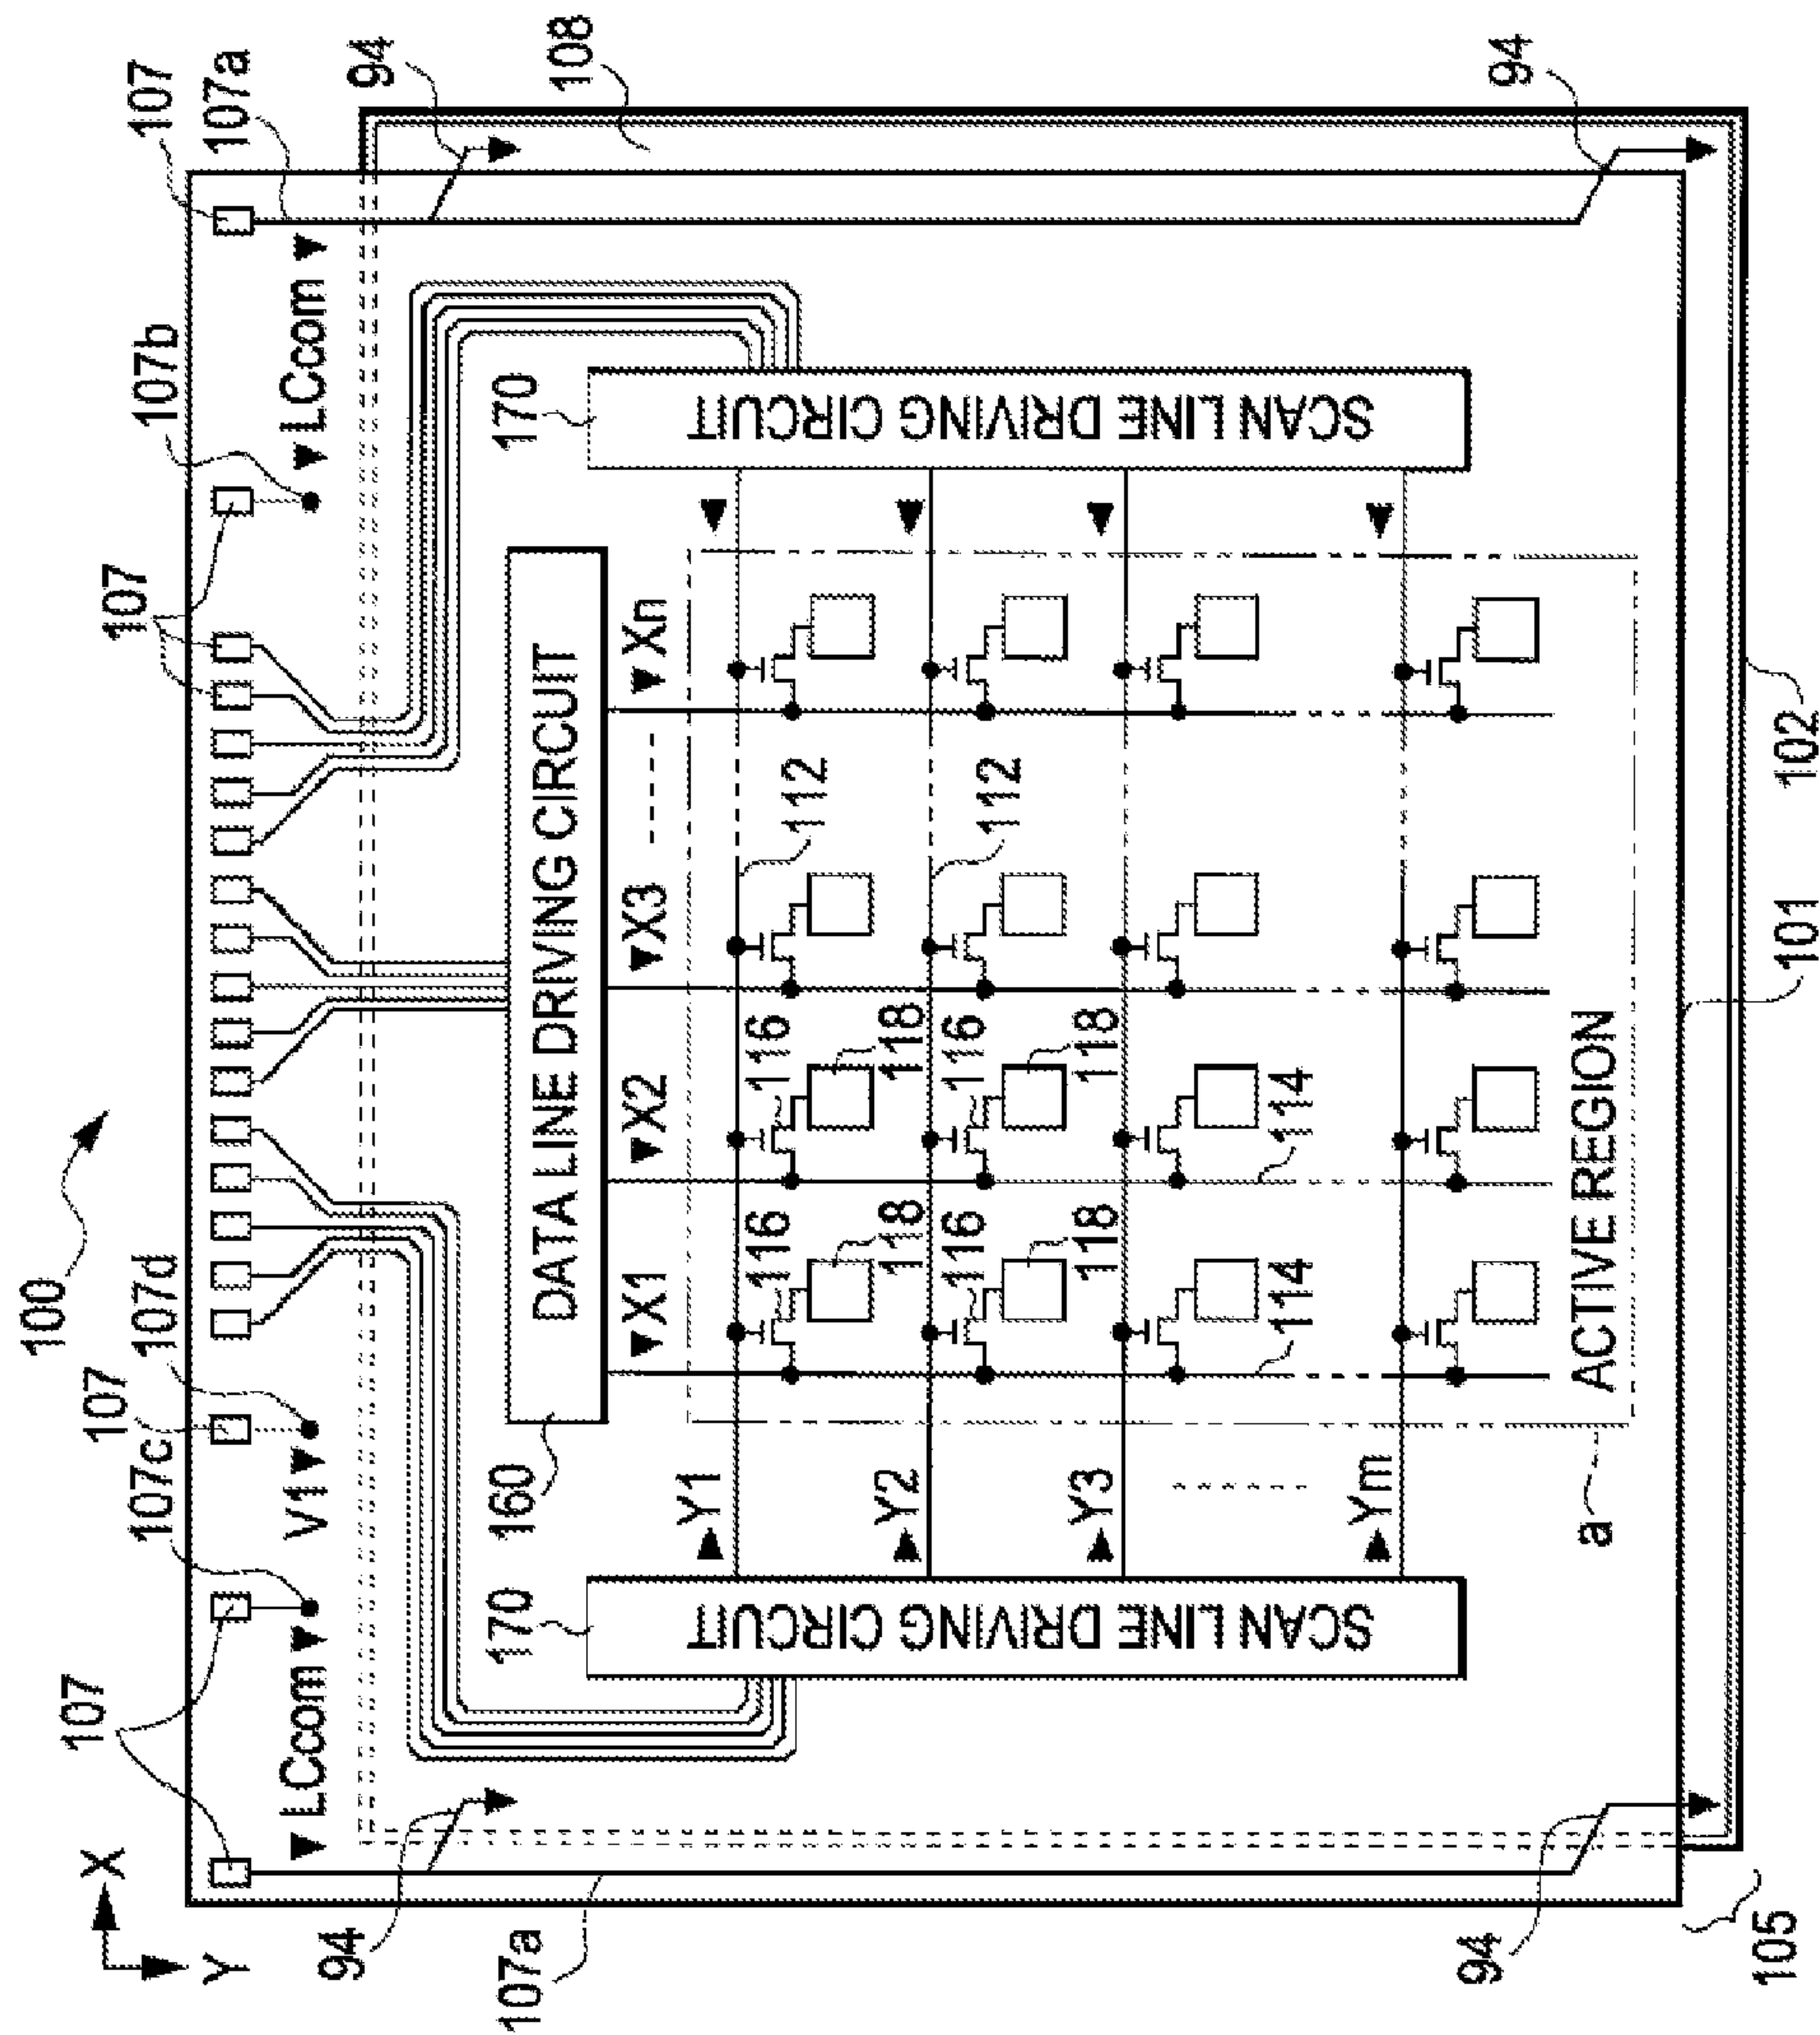 100
X
Y
107
107c
107
107d
107
107b
107
107a
LCcom
V1
LCcom
94
94
108
107a
160
DATA LINE DRIVING CIRCUIT
170
170
SCAN LINE DRIVING CIRCUIT
SCAN LINE DRIVING CIRCUIT
X1
X2
X3
Xn
Y1
116
116
112
118
118
Y2
116
116
112
118
118
Y3
114
114
Ym
ACTIVE REGION
a
94
94
105
101
102